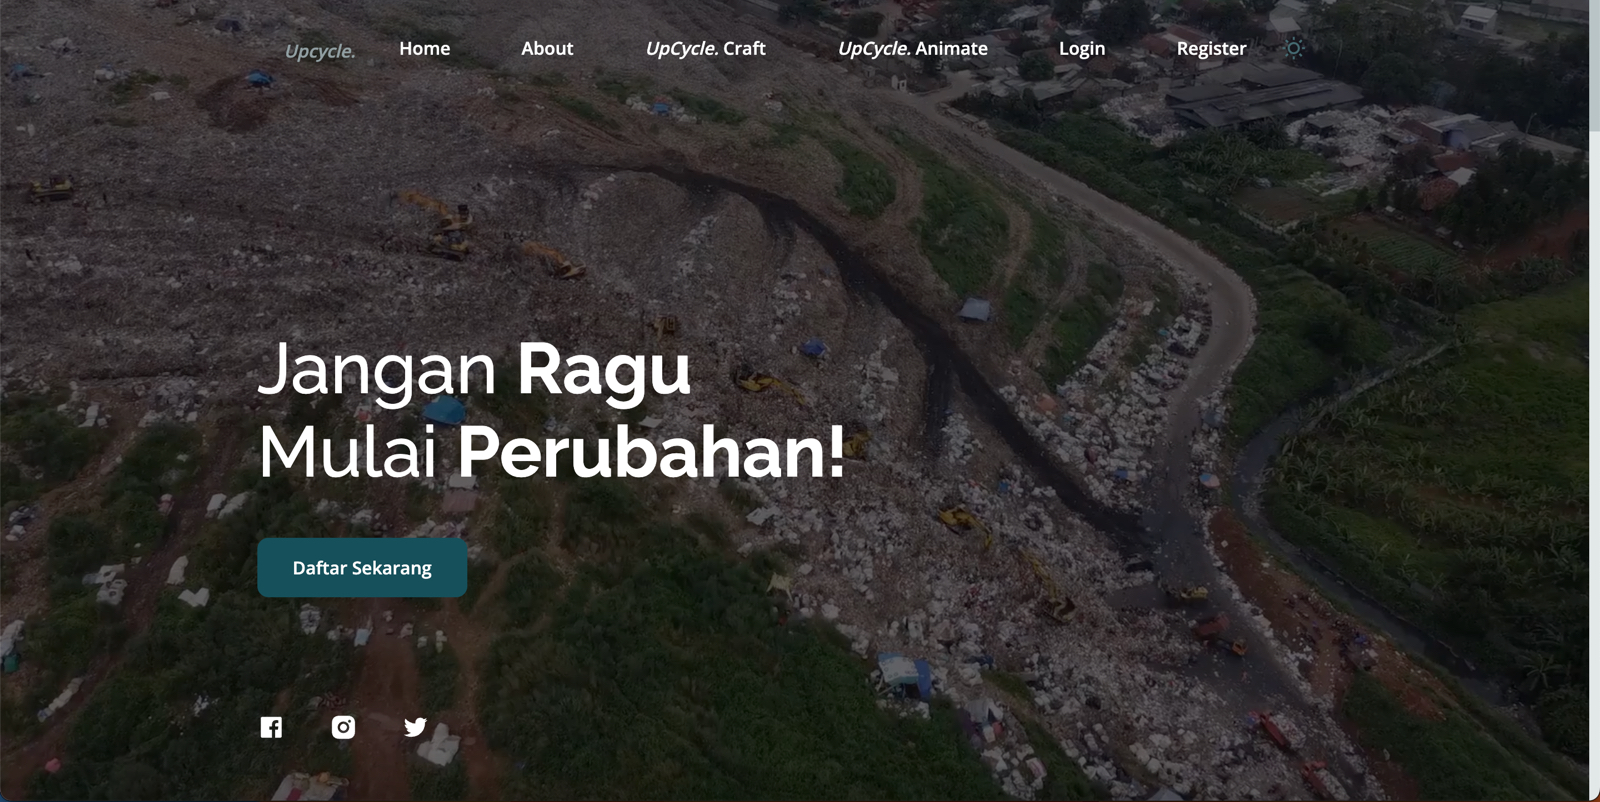 Upcycle. Home About UpCycle. Craft UpCycle. Animate Login Register
Jangan Ragu
Mulai Perubahan!
Daftar Sekarang